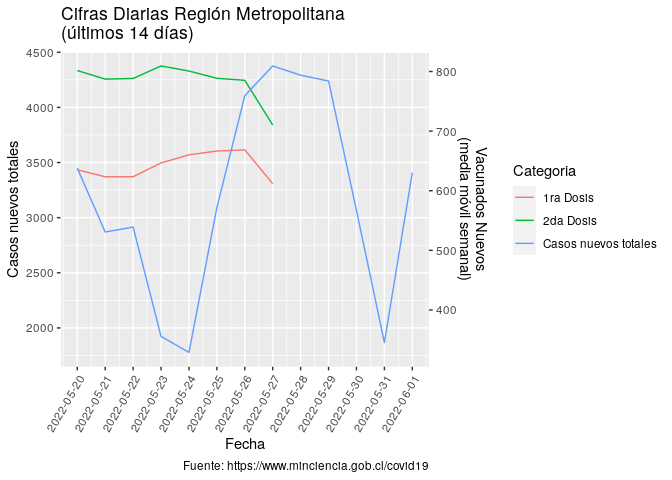 Cifras Diarias Región Metropolitana
(últimos 14 días)
4500
4000
3500
3000
2500
2000
Casos nuevos totales
800
700
600
500
400
Vacunados Nuevos
(media móvil semanal)
2022-05-20
2022-05-21
2022-05-22
2022-05-23
2022-05-24
2022-05-25
2022-05-26
2022-05-27
2022-05-28
2022-05-29
2022-05-30
2022-05-31
2022-06-01
Fecha
Categoria
1ra Dosis
2da Dosis
Casos nuevos totales
Fuente: https://www.minciencia.gob.cl/covid19